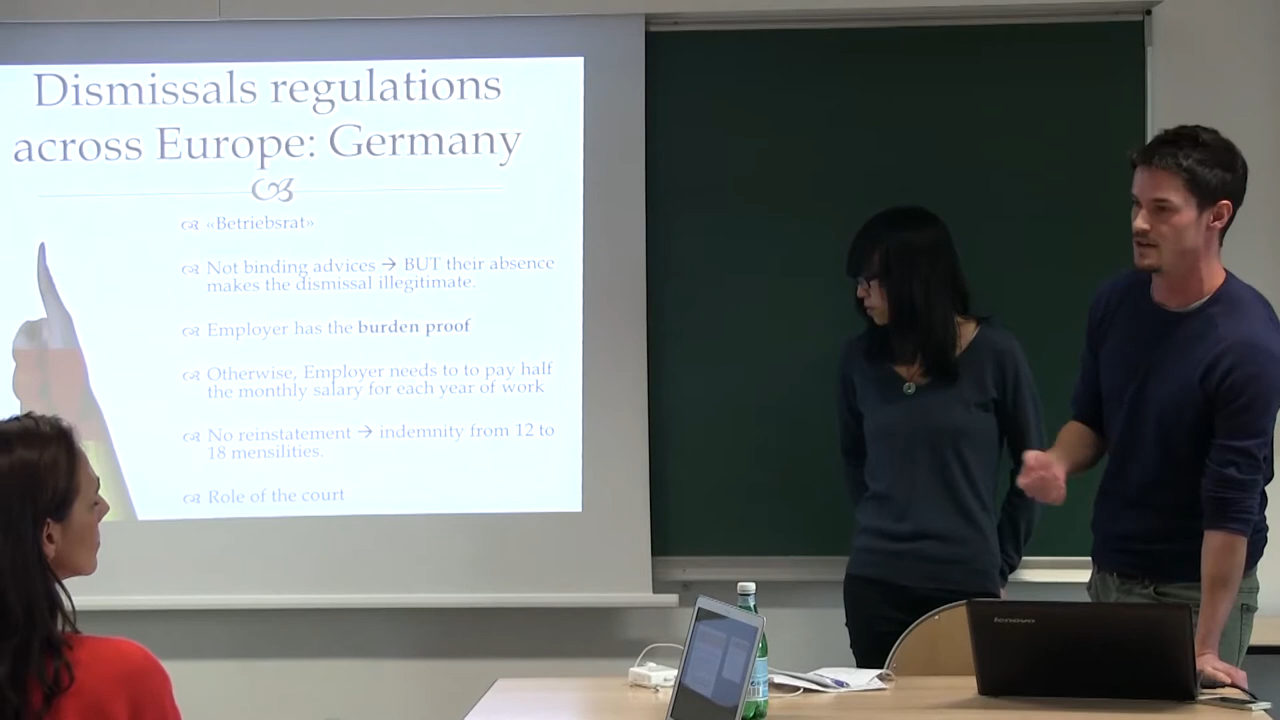 Dismissals regulations
across Europe: Germany
«Betriebsrat»
Not binding advices → BUT their absence
makes the dismissal illegitimate.
Employer has the burden proof
Otherwise, Employer needs to to pay half
the monthly salary for each year of work
No reinstatement → indemnity from 12 to
18 mensilities.
Role of the court
lenovo